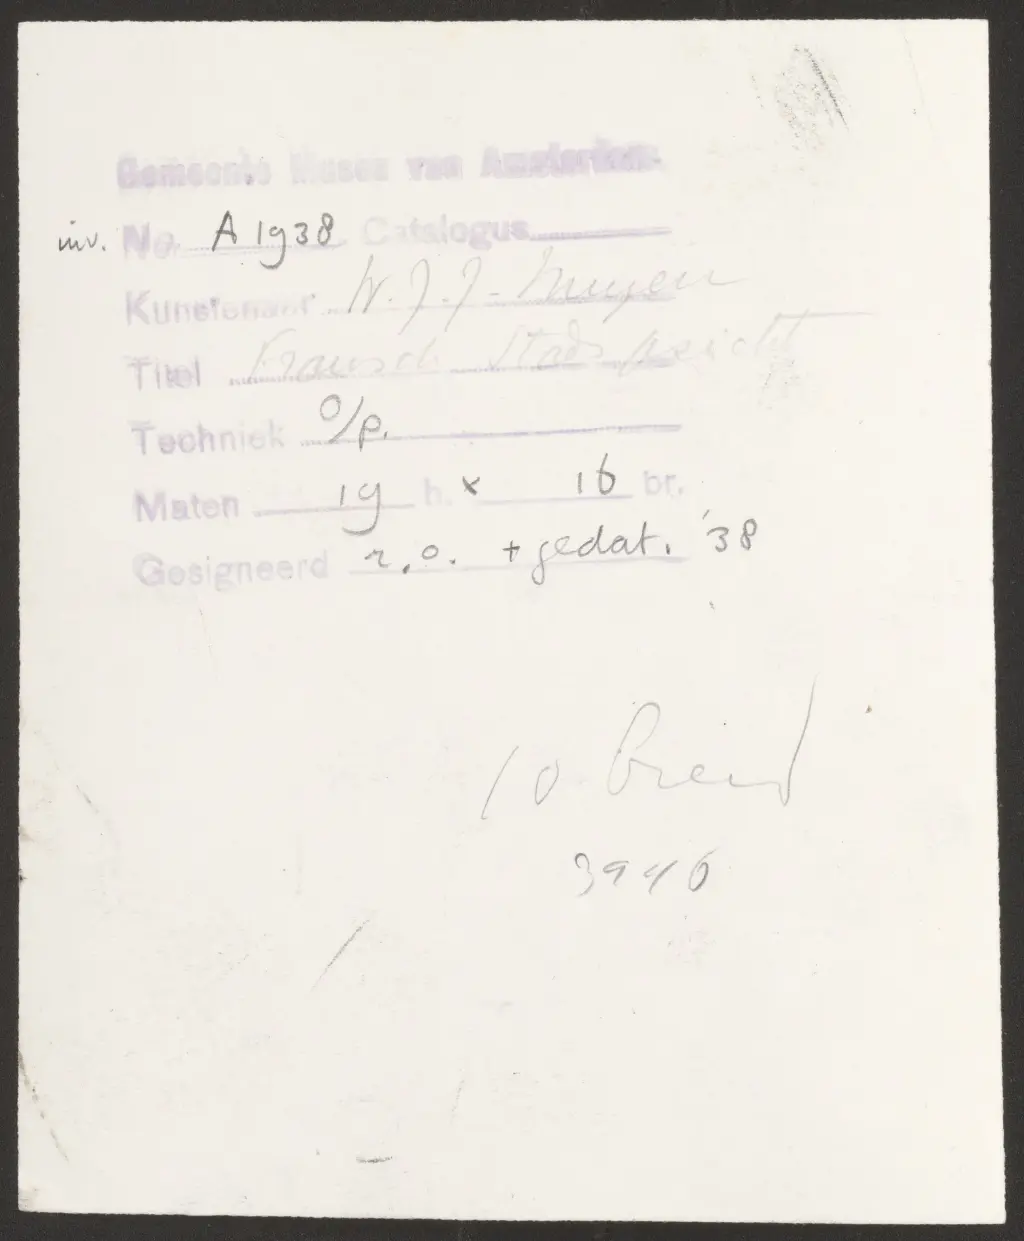 Gemeente Musea van Amsterdam.
inv. No. A 1938 Catalogus
Kunstenaar W.J.J. Nuyen
Titel Fransch Stadsgezicht
Techniek o/p.
Maten 19 h. x 16 br.
Gesigneerd r.o. + gedat. '38
10 breed
3946